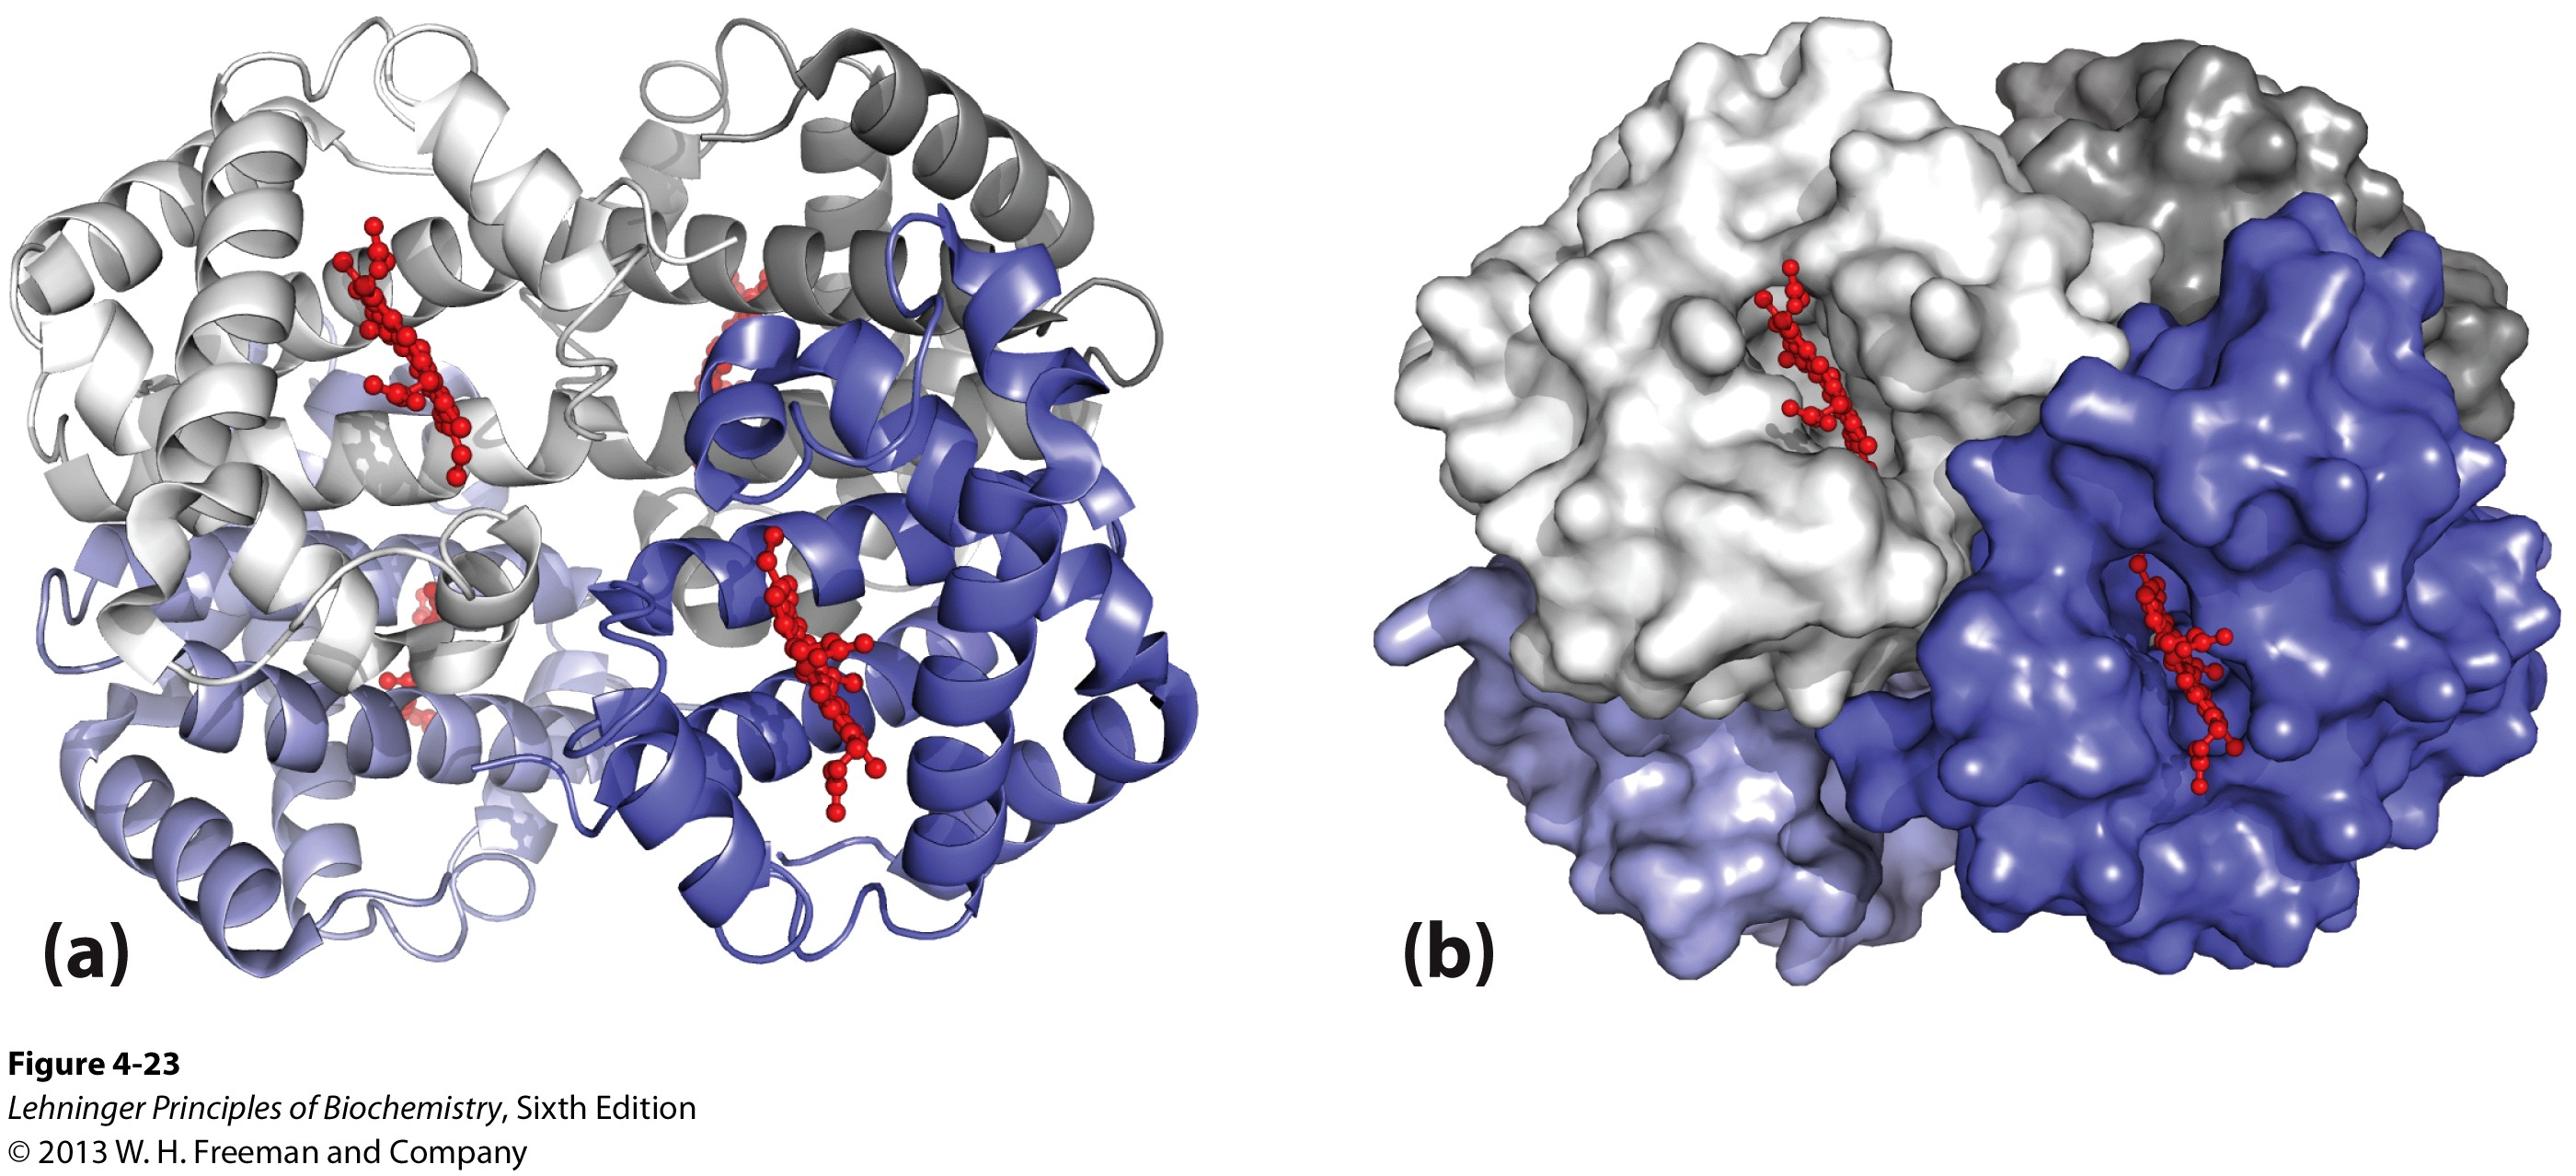 (a)
(b)
Figure 4-23
Lehninger Principles of Biochemistry, Sixth Edition
© 2013 W. H. Freeman and Company